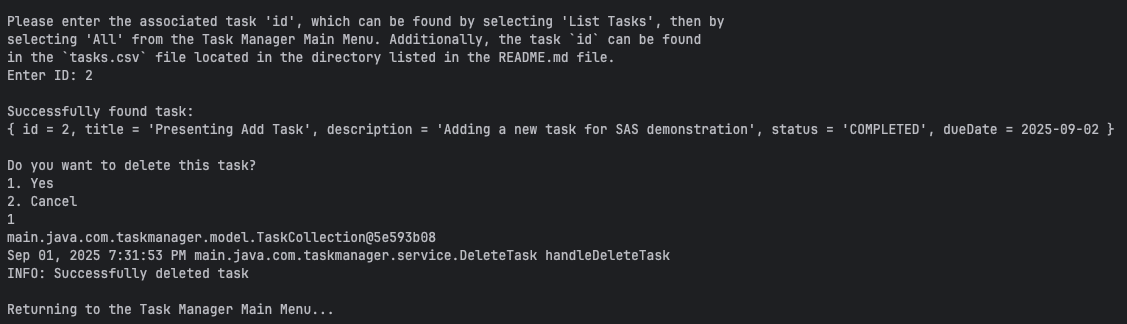 Please enter the associated task 'id', which can be found by selecting 'List Tasks', then by
selecting 'All' from the Task Manager Main Menu. Additionally, the task `id` can be found
in the `tasks.csv` file located in the directory listed in the README.md file.
Enter ID: 2
Successfully found task:
{ id = 2, title = 'Presenting Add Task', description = 'Adding a new task for SAS demonstration', status = 'COMPLETED', dueDate = 2025-09-02 }
Do you want to delete this task?
1. Yes
2. Cancel
1
main.java.com.taskmanager.model.TaskCollection@5e593b08
Sep 01, 2025 7:31:53 PM main.java.com.taskmanager.service.DeleteTask handleDeleteTask
INFO: Successfully deleted task
Returning to the Task Manager Main Menu...